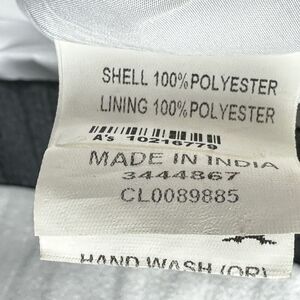 SHELL 100%POLYESTER
LINING 100%POLYESTER
A's 10216779
MADE IN INDIA
3444867
CL0089885
HAND WASH (OR)